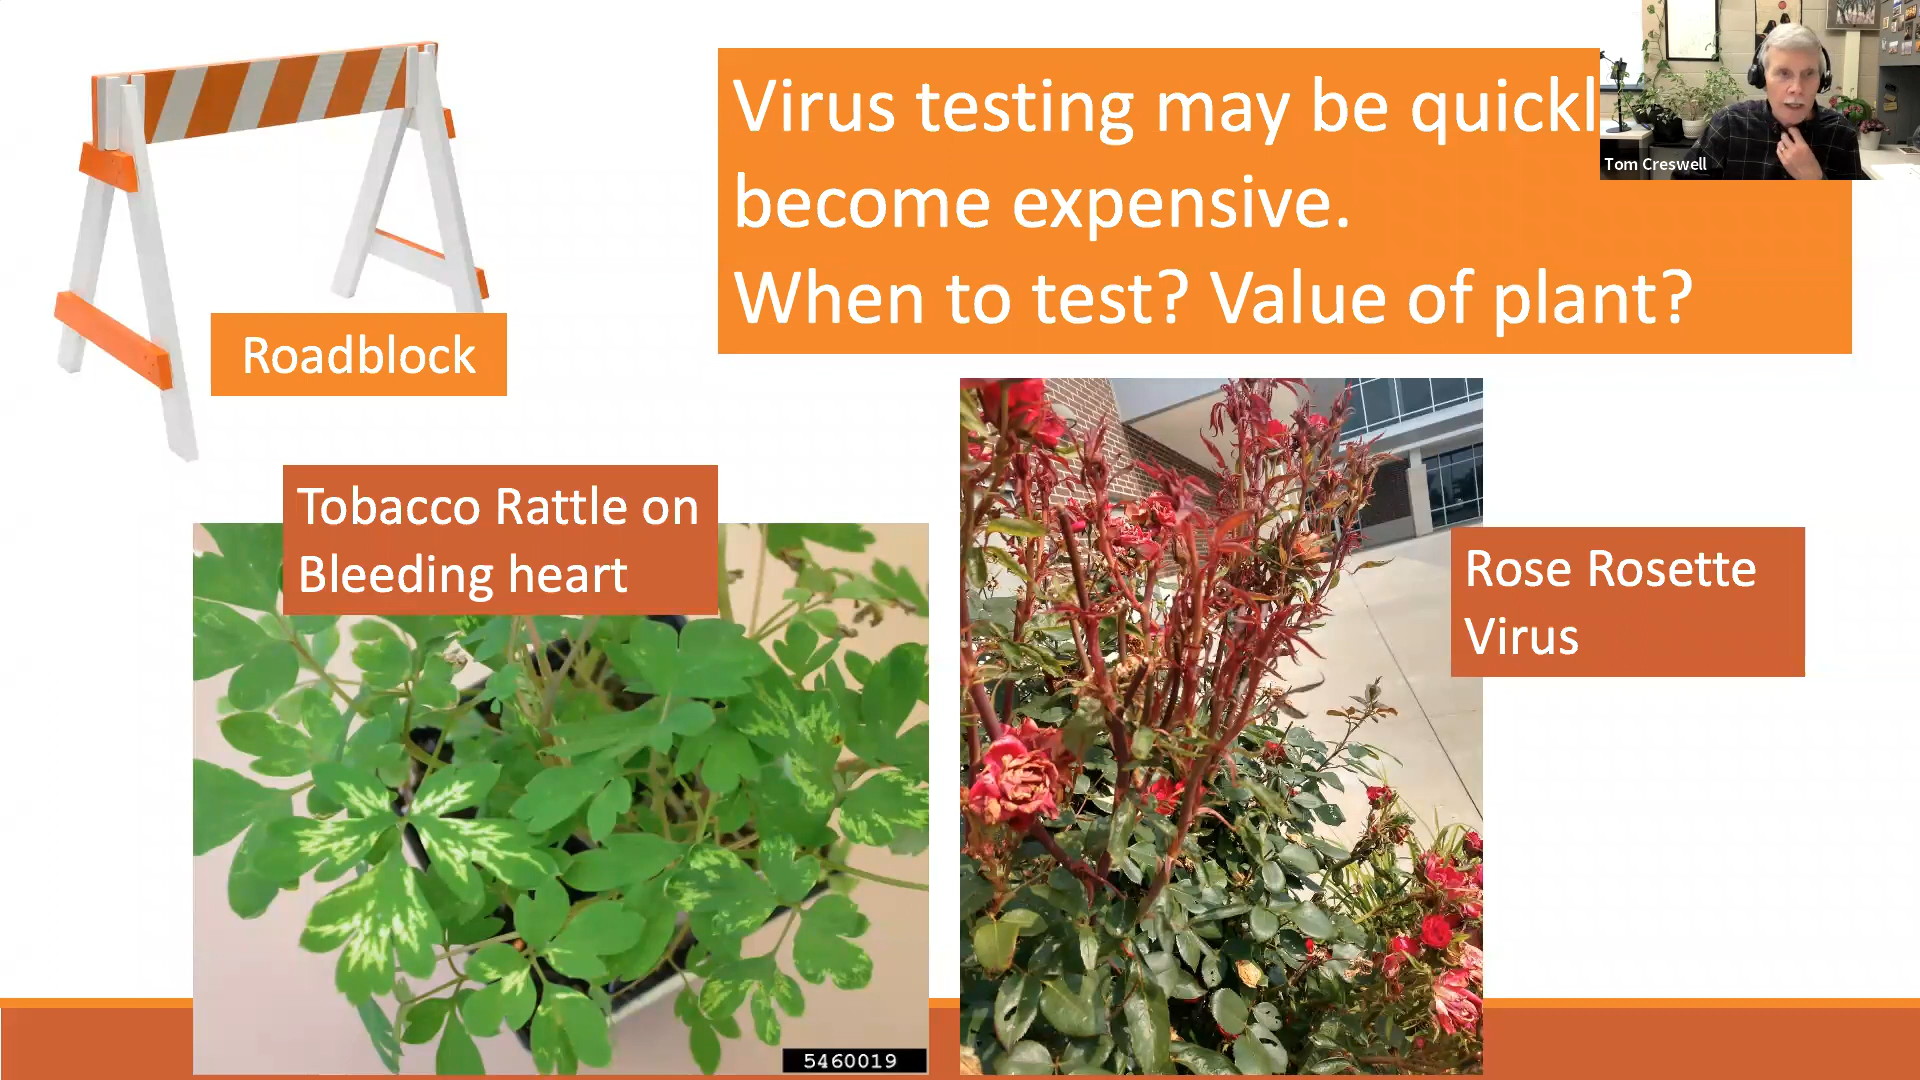 Virus testing may be quickl
become expensive.
When to test? Value of plant?
Tom Creswell
Roadblock
Tobacco Rattle on
Bleeding heart
Rose Rosette
Virus
5460019